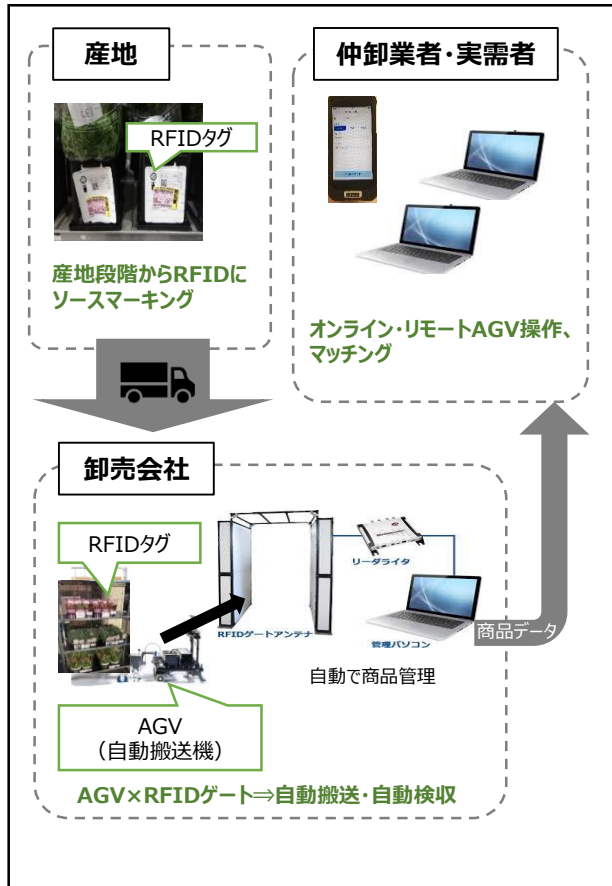 産地
RFIDタグ
産地段階からRFIDに
ソースマーキング
仲卸業者・実需者
オンライン・リモートAGV操作、
マッチング
卸売会社
RFIDタグ
リーダライタ
RFIDゲートアンテナ
管理パソコン
商品データ
自動で商品管理
AGV
（自動搬送機）
AGV×RFIDゲート⇒自動搬送・自動検収